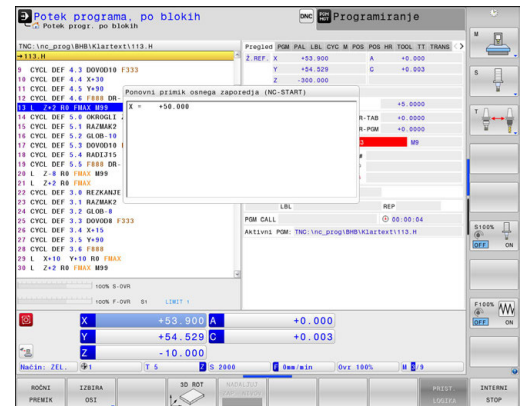 Potek programa, po blokih
Potek progr. po blokih
DNC
Programiranje
TNC:\nc_prog\BHB\Klartext\113.H
→113.H
9 CYCL DEF 4.3 DOVOD10 F333
10 CYCL DEF 4.4 X+30
11 CYCL DEF 4.5 Y+90
12 CYCL DEF 4.6 F888 DR-
13 L Z+2 R0 FMAX M99
14 CYCL DEF 5.0 OKROGLI
15 CYCL DEF 5.1 RAZMAK2
16 CYCL DEF 5.2 GLOB-10
17 CYCL DEF 5.3 DOVOD10
18 CYCL DEF 5.4 RADIJ15
19 CYCL DEF 5.5 F888 DR-
20 L Z-8 R0 FMAX M99
21 L Z+2 R0 FMAX
22 CYCL DEF 3.0 REZKANJE
23 CYCL DEF 3.1 RAZMAK2
24 CYCL DEF 3.2 GLOB-8
25 CYCL DEF 3.3 DOVOD8 F333
26 CYCL DEF 3.4 X+15
27 CYCL DEF 3.5 Y+90
28 CYCL DEF 3.6 F888
29 L X+10 Y+10 R0 FMAX
30 L Z+2 R0 FMAX M99
Pregled PGM PAL LBL CYC M POS POS HR TOOL TT TRANS
Ž.REF. X +53.900 A +0.000
Y +54.529 C +0.003
Z -300.000
Ponovni primik osnega zaporedja (NC-START)
X = +50.000
+5.0000
R-TAB +0.0000
R-PGM +0.0000
M9
LBL REP
PGM CALL 00:00:04
Aktivni PGM: TNC:\nc_prog\BHB\Klartext\113.H
100% S-OVR
100% F-OVR S1 LIMIT 1
X +53.900 A +0.000
Y +54.529 C +0.003
Z -10.000
Način: ŽEL. 1 T 5 Z S 2000 F 0mm/min Ovr 100% M 3/9
ROČNI PREMIK
IZBIRA OSI
3D ROT
INTERNI STOP
M
S
T
S100%
OFF ON
F100%
OFF ON